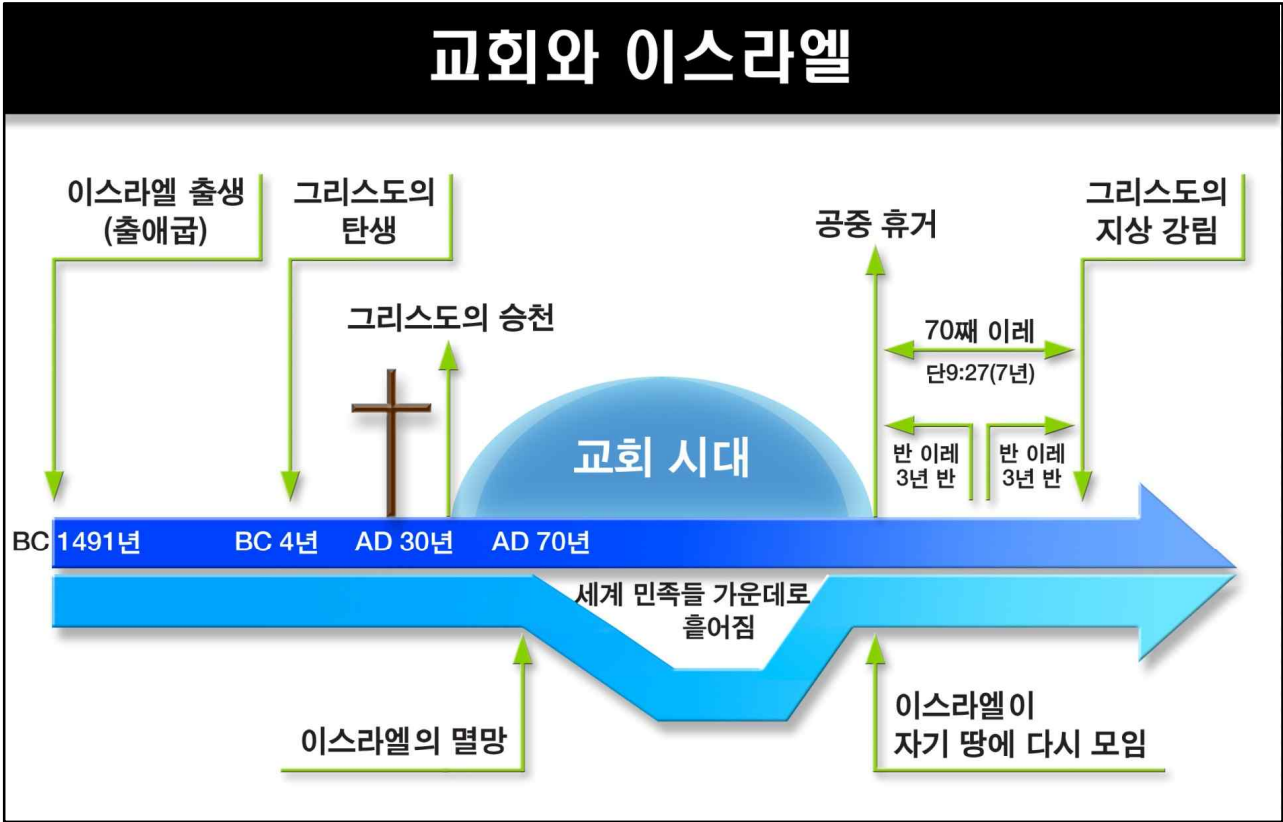 교회와 이스라엘
이스라엘 출생
(출애굽)
그리스도의
탄생
그리스도의 승천
공중 휴거
그리스도의
지상 강림
70째 이레
단9:27(7년)
반 이레
3년 반
반 이레
3년 반
교회 시대
BC 1491년
BC 4년
AD 30년
AD 70년
세계 민족들 가운데로
흩어짐
이스라엘의 멸망
이스라엘이
자기 땅에 다시 모임